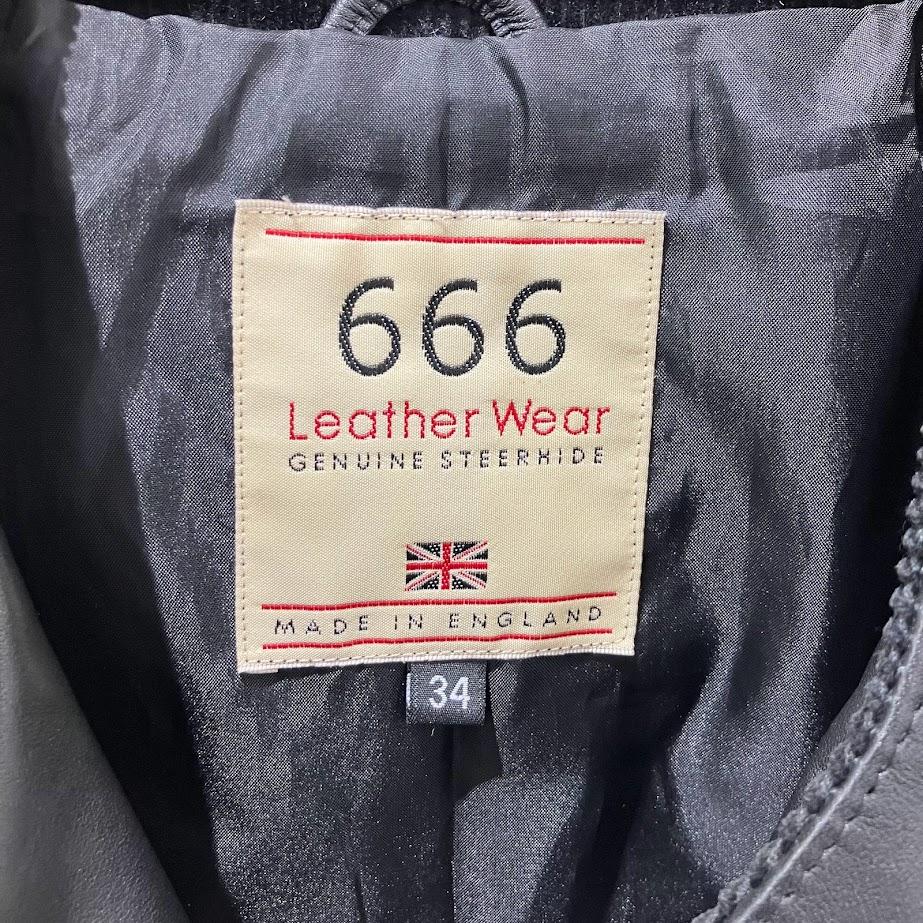 666
Leather Wear
GENUINE STEERHIDE
MADE IN ENGLAND
34